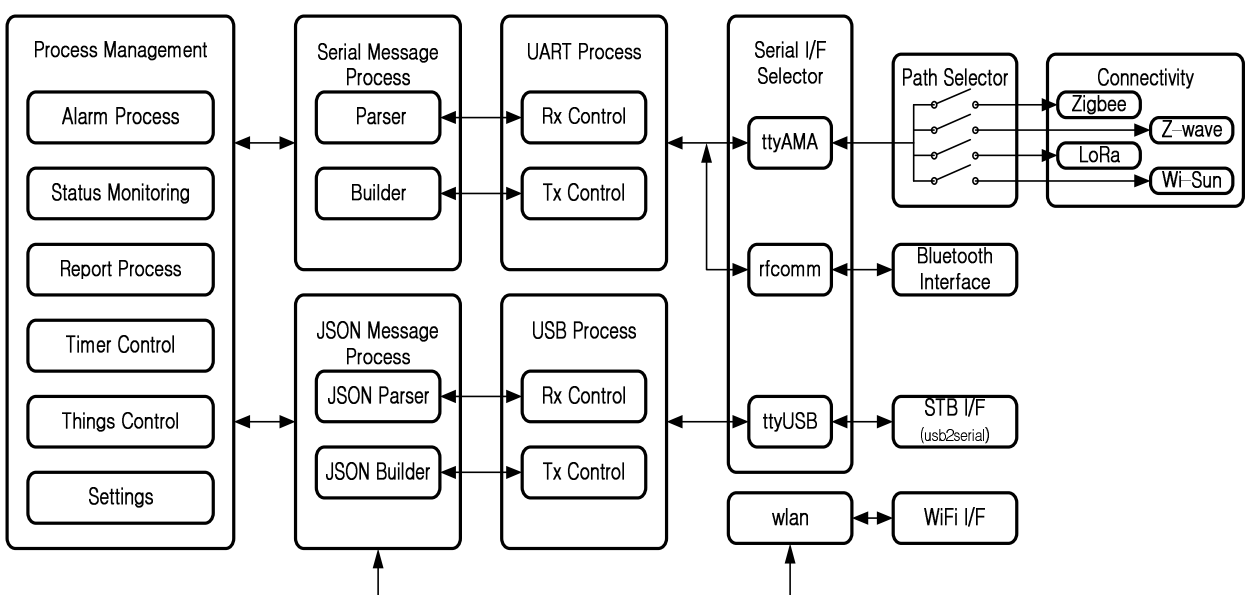 Process Management
Alarm Process
Status Monitoring
Report Process
Timer Control
Things Control
Settings
Serial Message
Process
Parser
Builder
JSON Message
Process
JSON Parser
JSON Builder
UART Process
Rx Control
Tx Control
USB Process
Rx Control
Tx Control
Serial I/F
Selector
ttyAMA
rfcomm
ttyUSB
wlan
Path Selector
Connectivity
Zigbee
Z-wave
LoRa
Wi-Sun
Bluetooth
Interface
STB I/F
(usb2serial)
WiFi I/F